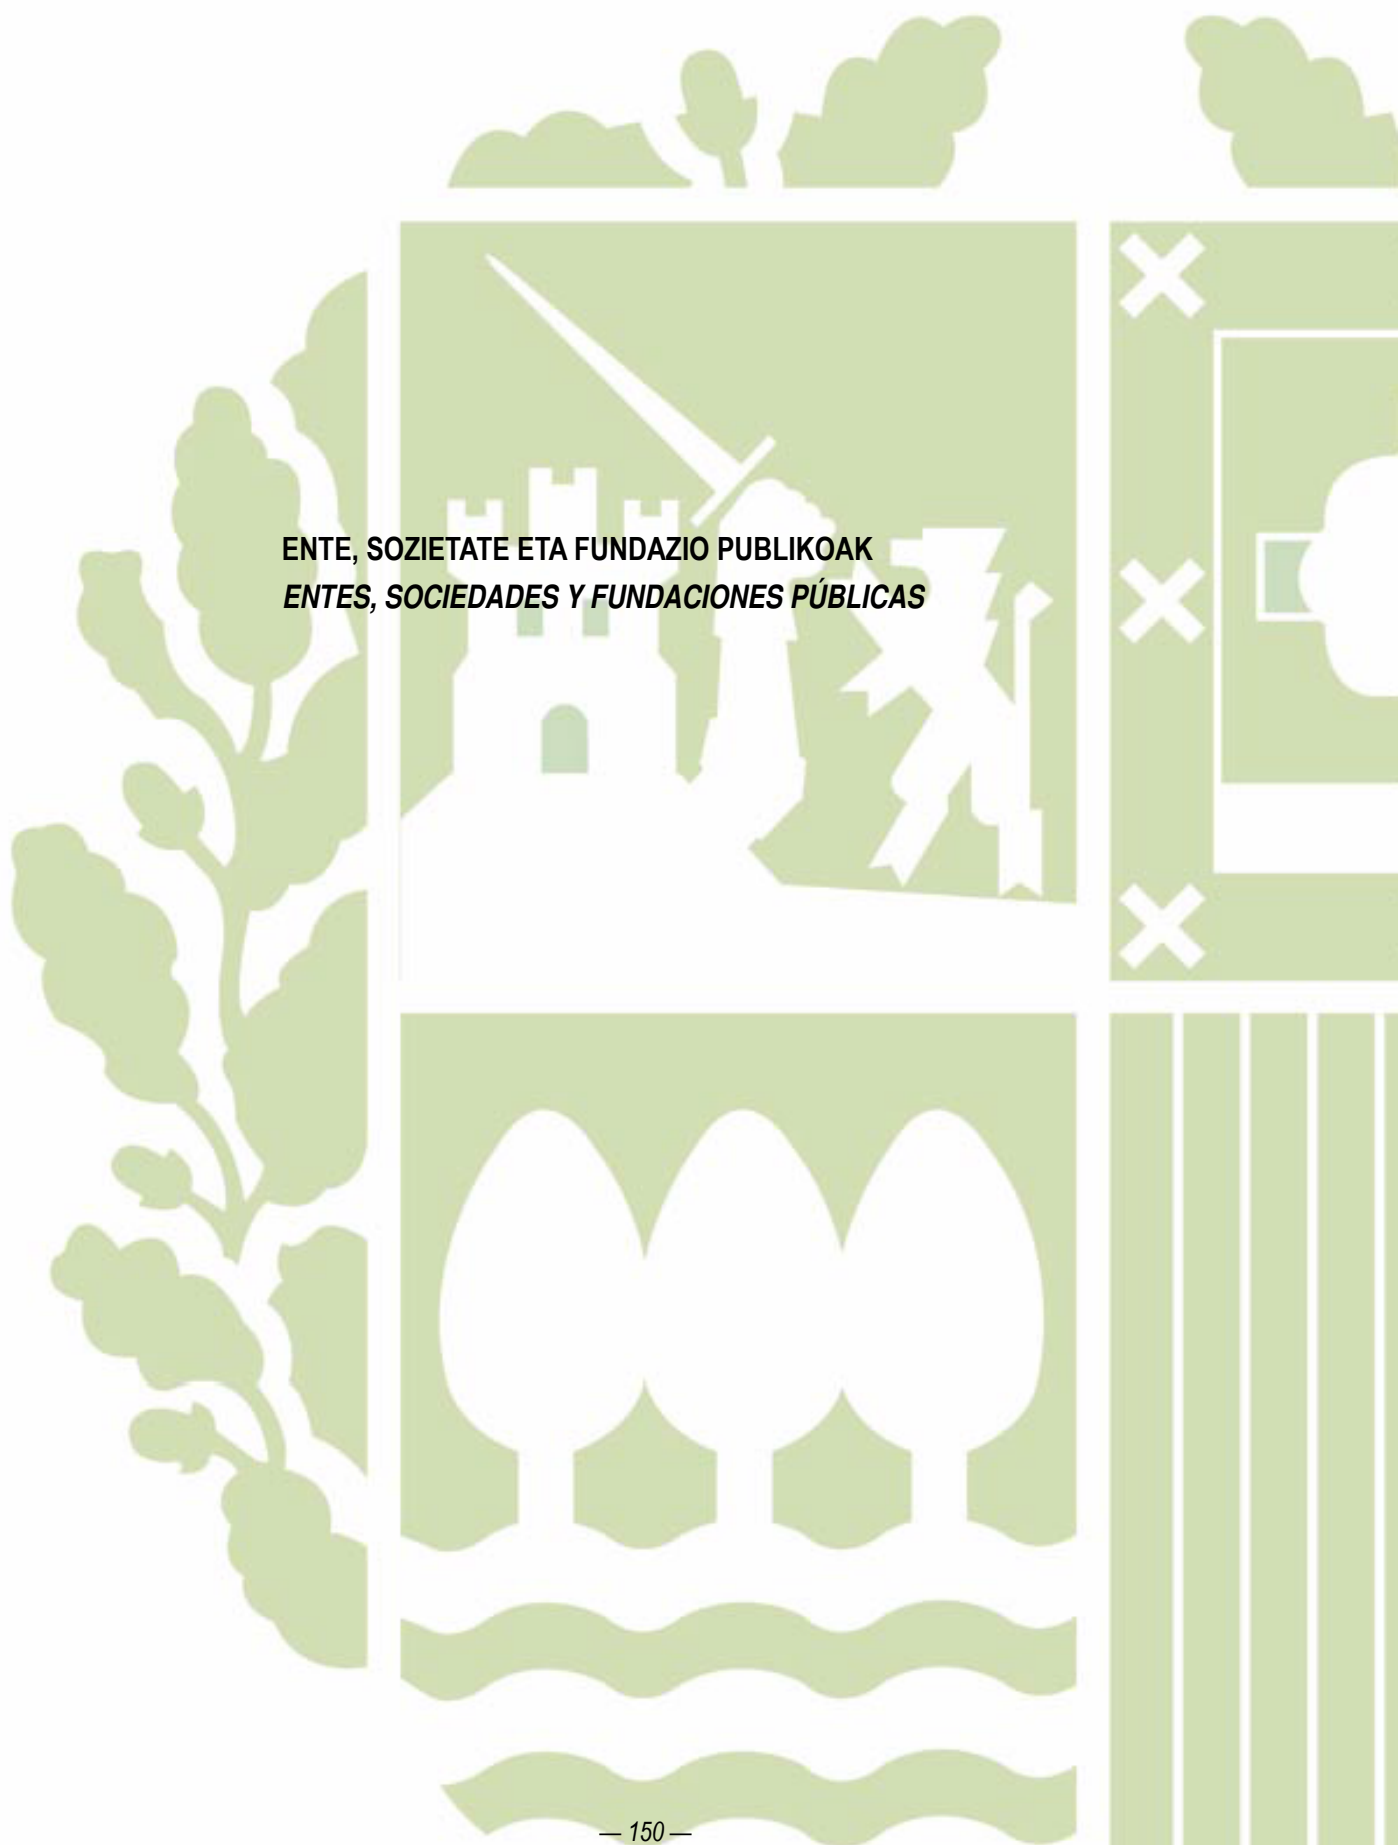 ENTE, SOZIETATE ETA FUNDAZIO PUBLIKOAK
ENTES, SOCIEDADES Y FUNDACIONES PÚBLICAS
— 150 —